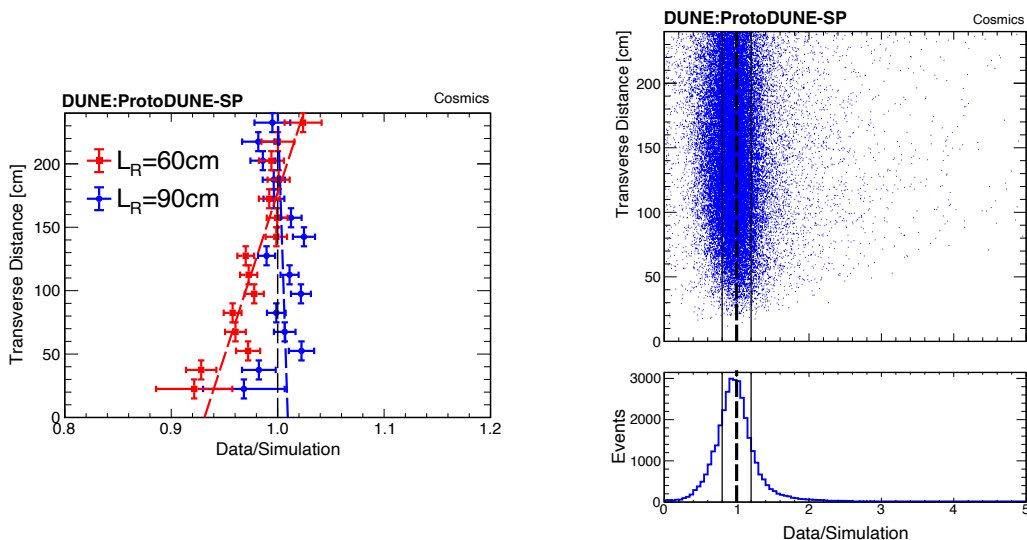 DUNE:ProtoDUNE-SP Cosmics
Transverse Distance [cm]
200
150
100
50
0
L_R=60cm
L_R=90cm
0.8 0.9 1.0 1.1 1.2
Data/Simulation
DUNE:ProtoDUNE-SP Cosmics
Transverse Distance [cm]
200
150
100
50
0
Events
3000
2000
1000
0
0 1 2 3 4 5
Data/Simulation